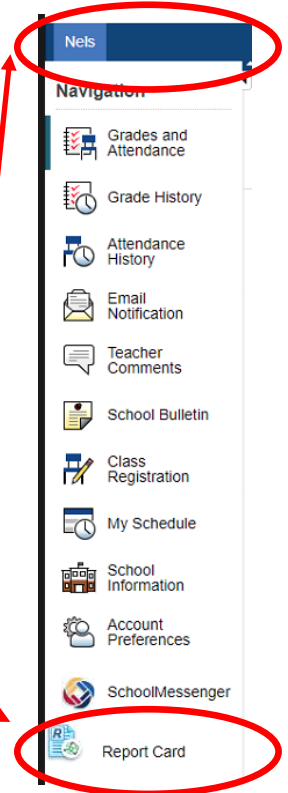 Nels
Navigation
Grades and
Attendance
Grade History
Attendance
History
Email
Notification
Teacher
Comments
School Bulletin
Class
Registration
My Schedule
School
Information
Account
Preferences
SchoolMessenger
R
Report Card